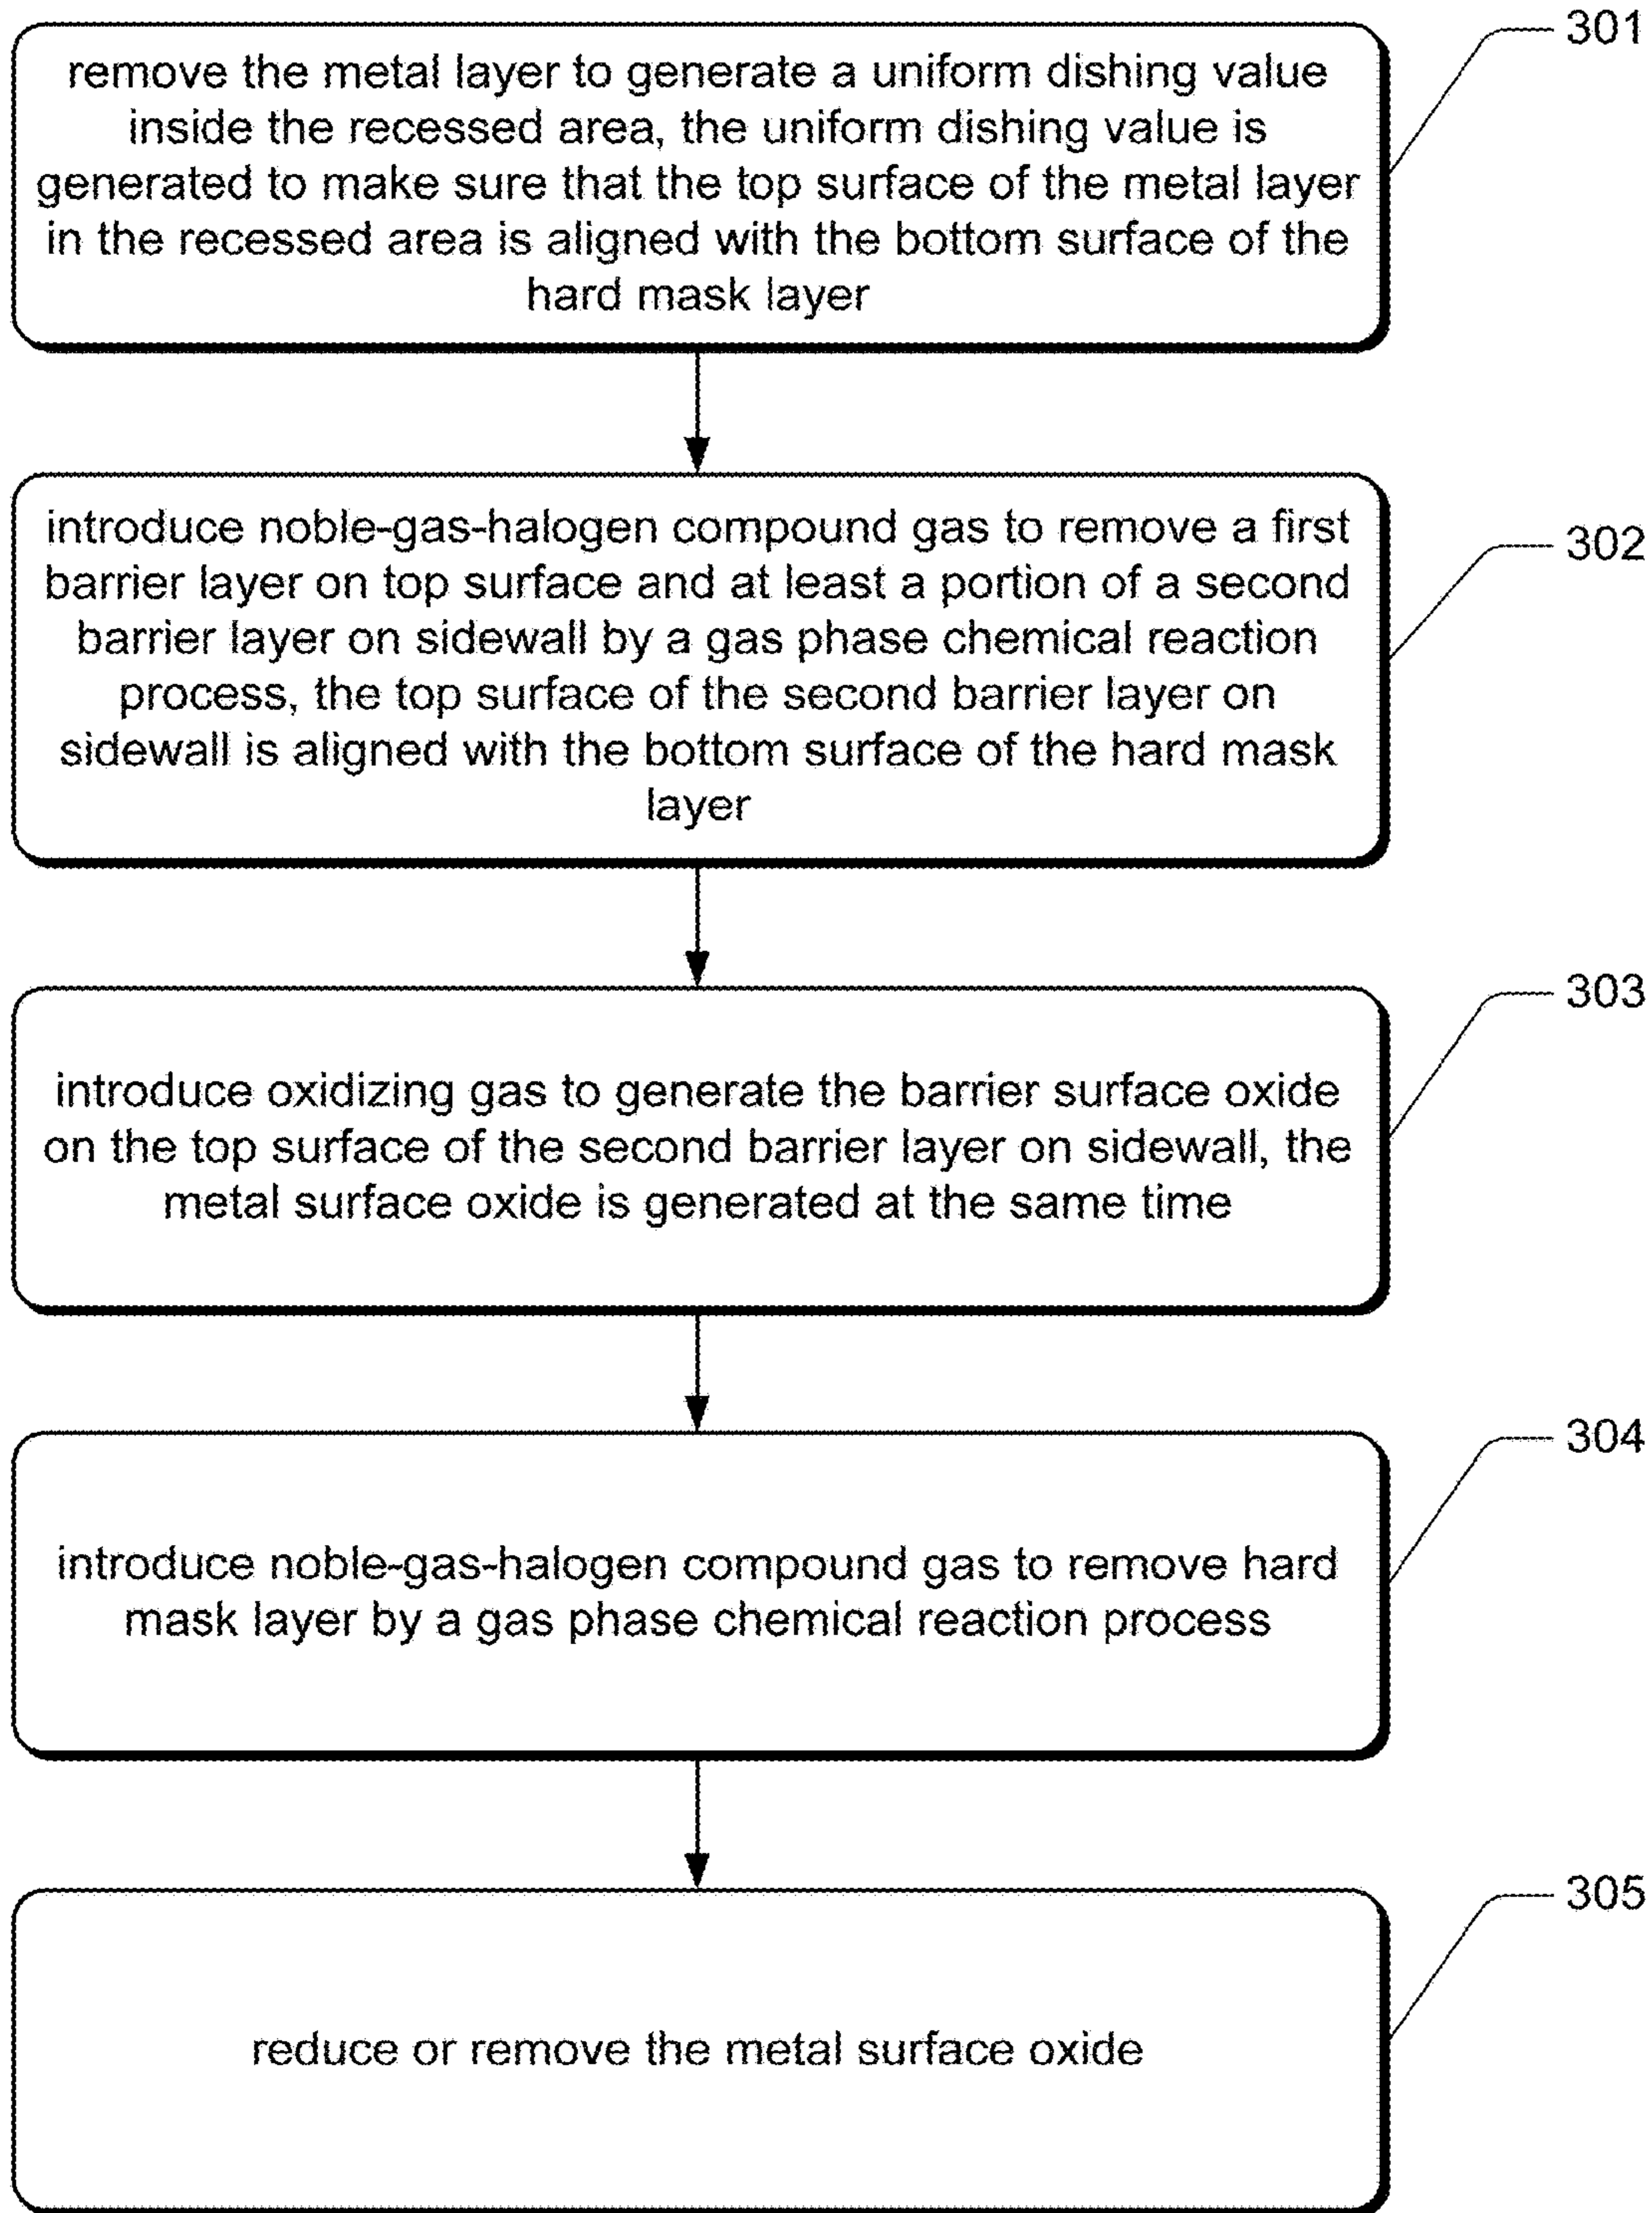 301
remove the metal layer to generate a uniform dishing value
inside the recessed area, the uniform dishing value is
generated to make sure that the top surface of the metal layer
in the recessed area is aligned with the bottom surface of the
hard mask layer
302
introduce noble-gas-halogen compound gas to remove a first
barrier layer on top surface and at least a portion of a second
barrier layer on sidewall by a gas phase chemical reaction
process, the top surface of the second barrier layer on
sidewall is aligned with the bottom surface of the hard mask
layer
303
introduce oxidizing gas to generate the barrier surface oxide
on the top surface of the second barrier layer on sidewall, the
metal surface oxide is generated at the same time
304
introduce noble-gas-halogen compound gas to remove hard
mask layer by a gas phase chemical reaction process
305
reduce or remove the metal surface oxide